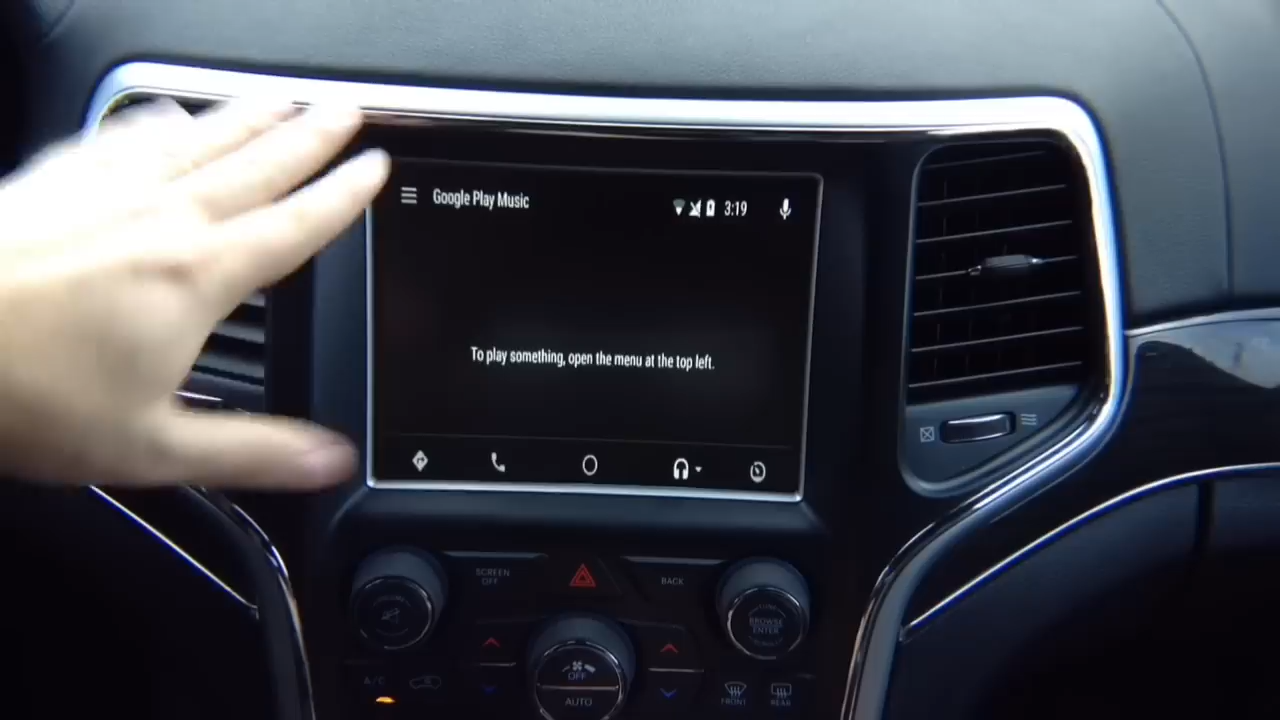 Google Play Music
3:19
To play something, open the menu at the top left.
SCREEN
OFF
BACK
BROWSE
ENTER
OFF
AUTO
A/C
FRONT
REAR